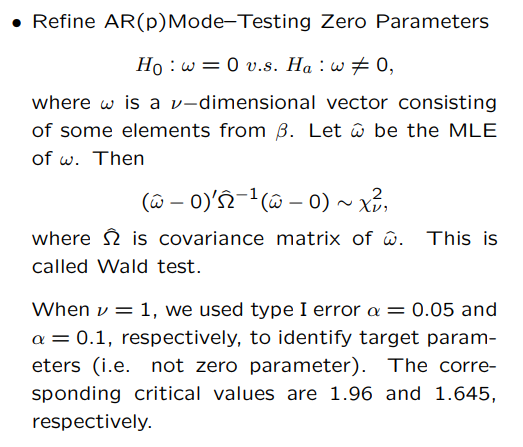 • Refine AR(p)Mode–Testing Zero Parameters
H₀ : ω = 0 v.s. Hₐ : ω ≠ 0,
where ω is a ν–dimensional vector consisting
of some elements from β. Let ω̂ be the MLE
of ω. Then
(ω̂ − 0)′Ω̂⁻¹(ω̂ − 0) ∼ χ²_ν,
where Ω̂ is covariance matrix of ω̂. This is
called Wald test.
When ν = 1, we used type I error α = 0.05 and
α = 0.1, respectively, to identify target param-
eters (i.e. not zero parameter). The corre-
sponding critical values are 1.96 and 1.645,
respectively.